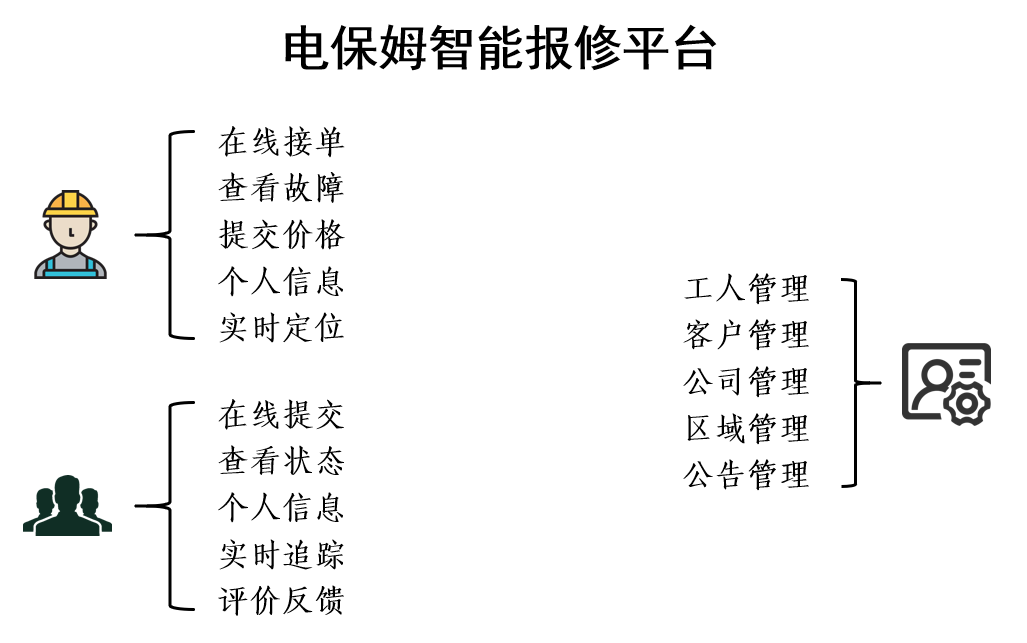 电保姆智能报修平台
在线接单
查看故障
提交价格
个人信息
实时定位
在线提交
查看状态
个人信息
实时追踪
评价反馈
工人管理
客户管理
公司管理
区域管理
公告管理